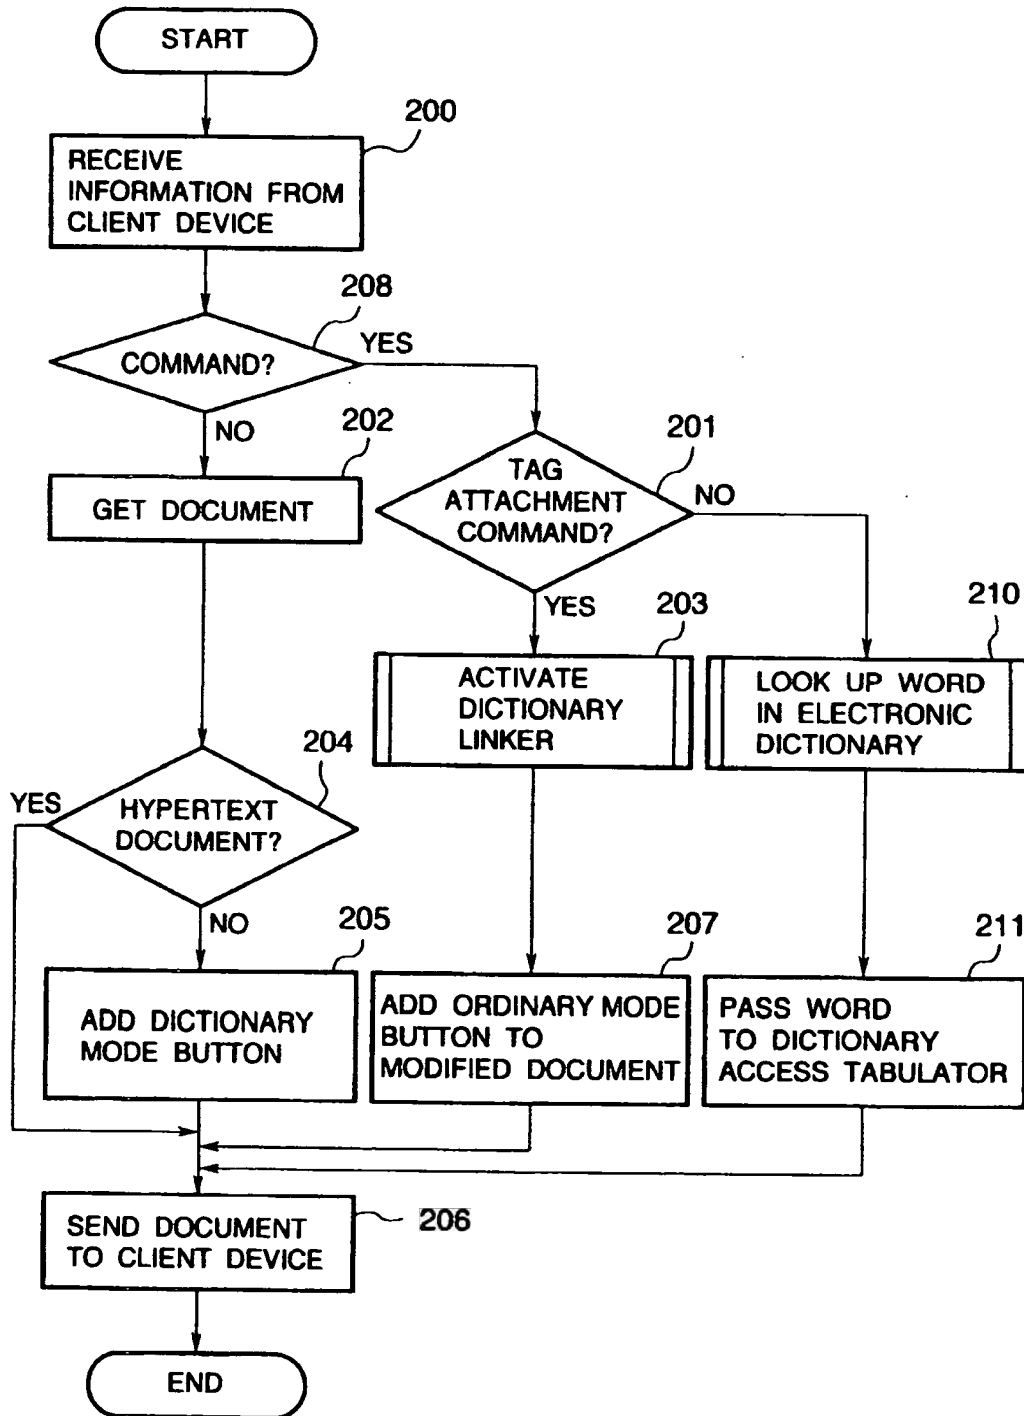 START
200
RECEIVE
INFORMATION FROM
CLIENT DEVICE
208
COMMAND?
YES
NO
202
GET DOCUMENT
201
TAG
ATTACHMENT
COMMAND?
NO
YES
203
ACTIVATE
DICTIONARY
LINKER
210
LOOK UP WORD
IN ELECTRONIC
DICTIONARY
204
YES
HYPERTEXT
DOCUMENT?
NO
205
ADD DICTIONARY
MODE BUTTON
207
ADD ORDINARY MODE
BUTTON TO
MODIFIED DOCUMENT
211
PASS WORD
TO DICTIONARY
ACCESS TABULATOR
206
SEND DOCUMENT
TO CLIENT DEVICE
END